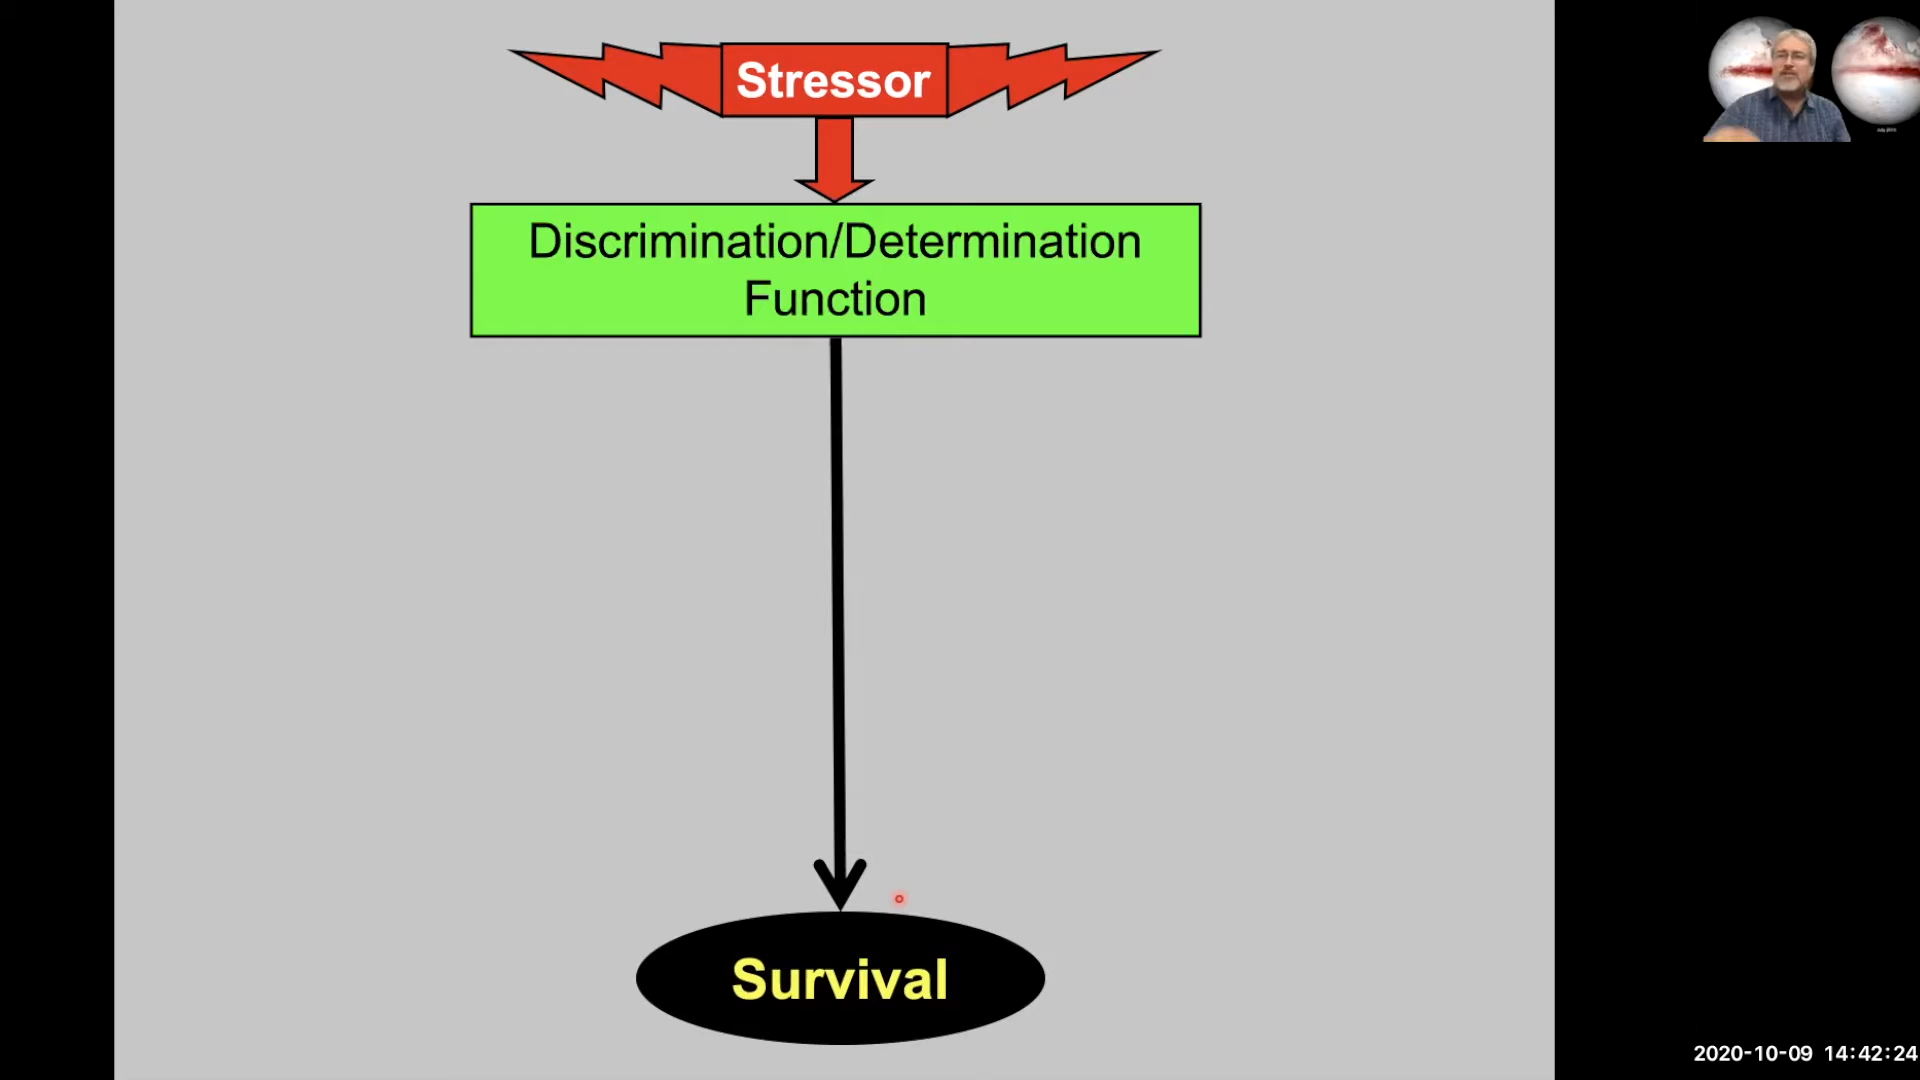 Stressor
Discrimination/Determination
Function
Survival
2020-10-09 14:42:24